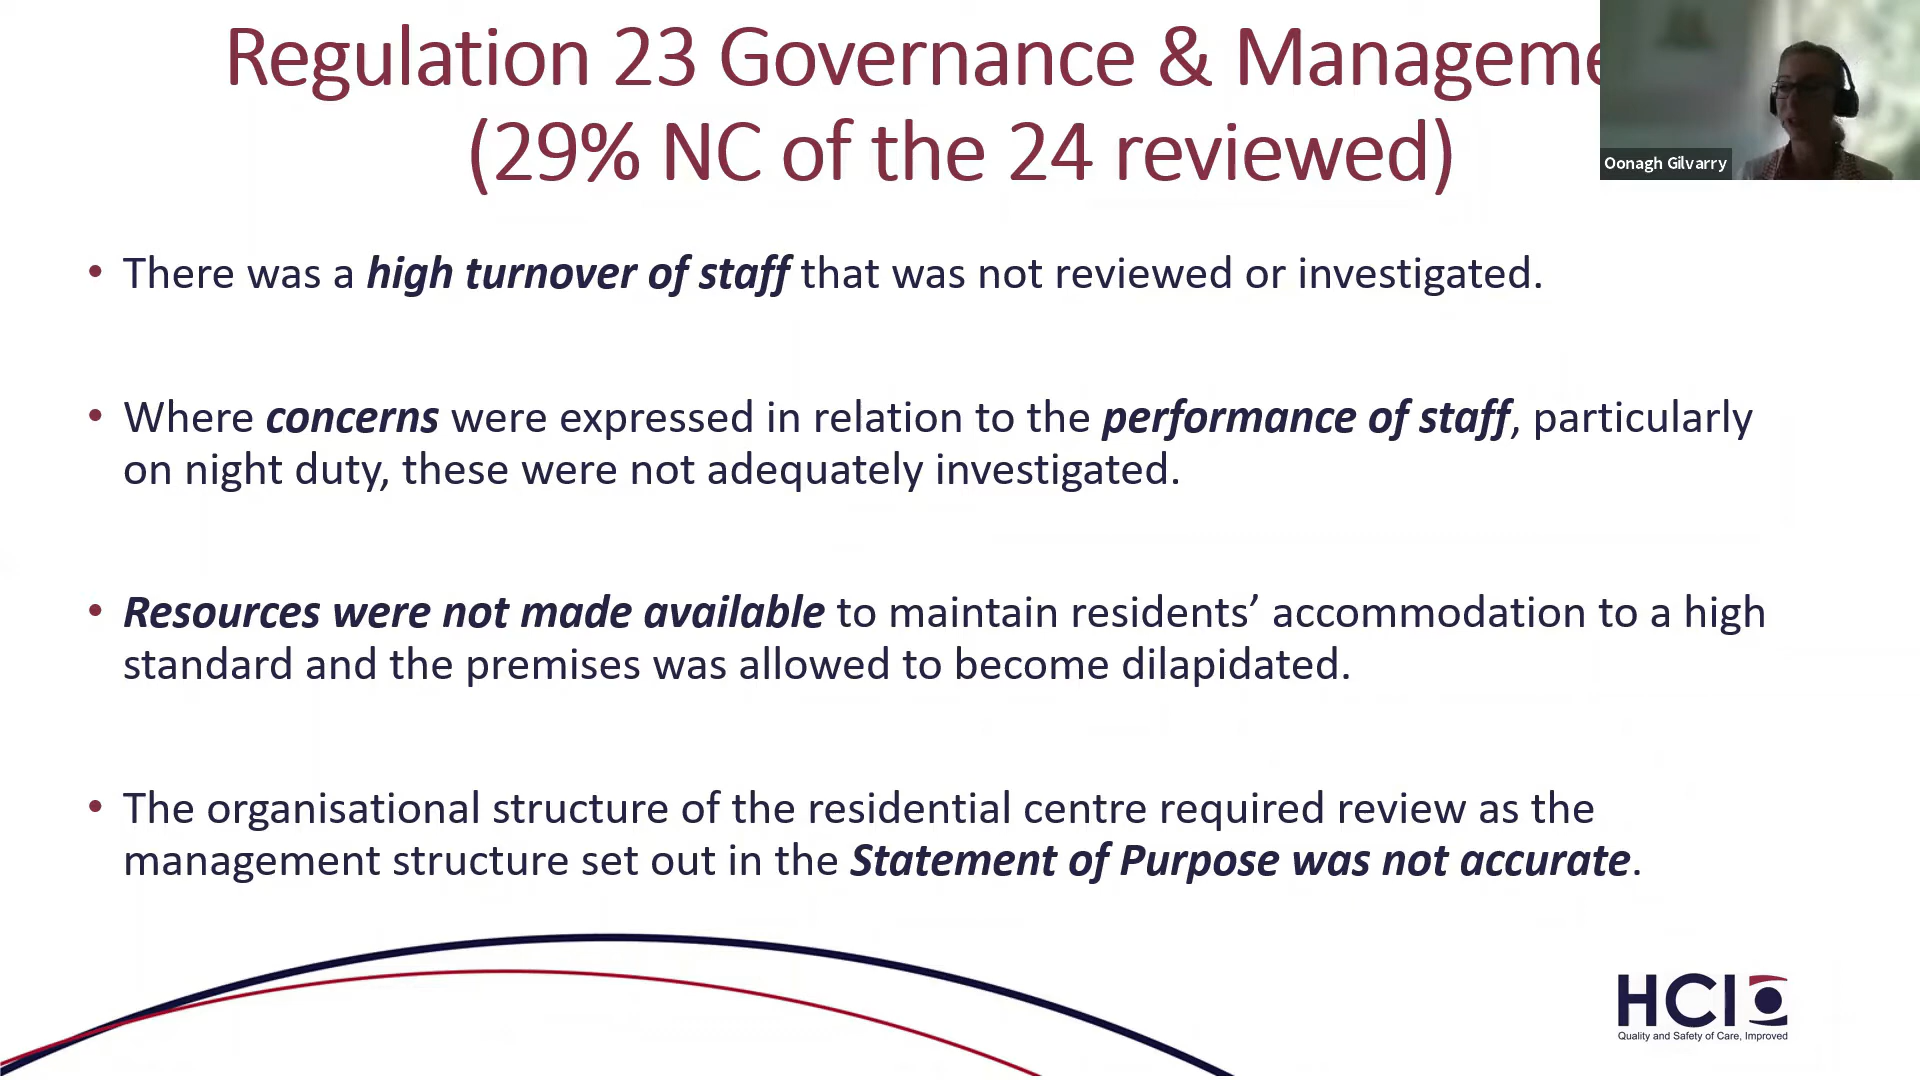 Regulation 23 Governance & Manageme
(29% NC of the 24 reviewed)
Oonagh Gilvarry
• There was a high turnover of staff that was not reviewed or investigated.
• Where concerns were expressed in relation to the performance of staff, particularly
on night duty, these were not adequately investigated.
• Resources were not made available to maintain residents’ accommodation to a high
standard and the premises was allowed to become dilapidated.
• The organisational structure of the residential centre required review as the
management structure set out in the Statement of Purpose was not accurate.
HCI
Quality and Safety of Care, Improved